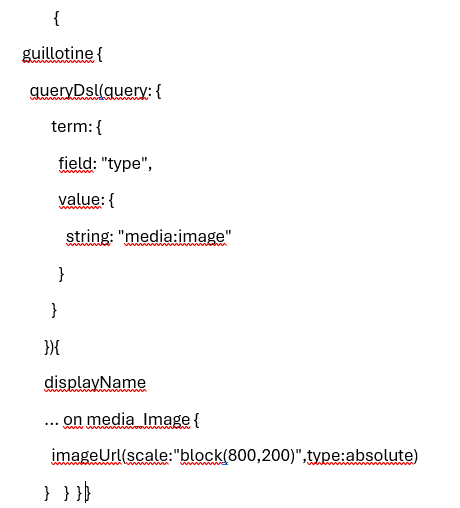 {
guillotine {
queryDsl(query: {
term: {
field: "type",
value: {
string: "media:image"
}
}
}){
displayName
... on media_Image {
imageUrl(scale:"block(800,200)",type:absolute)
} } } }